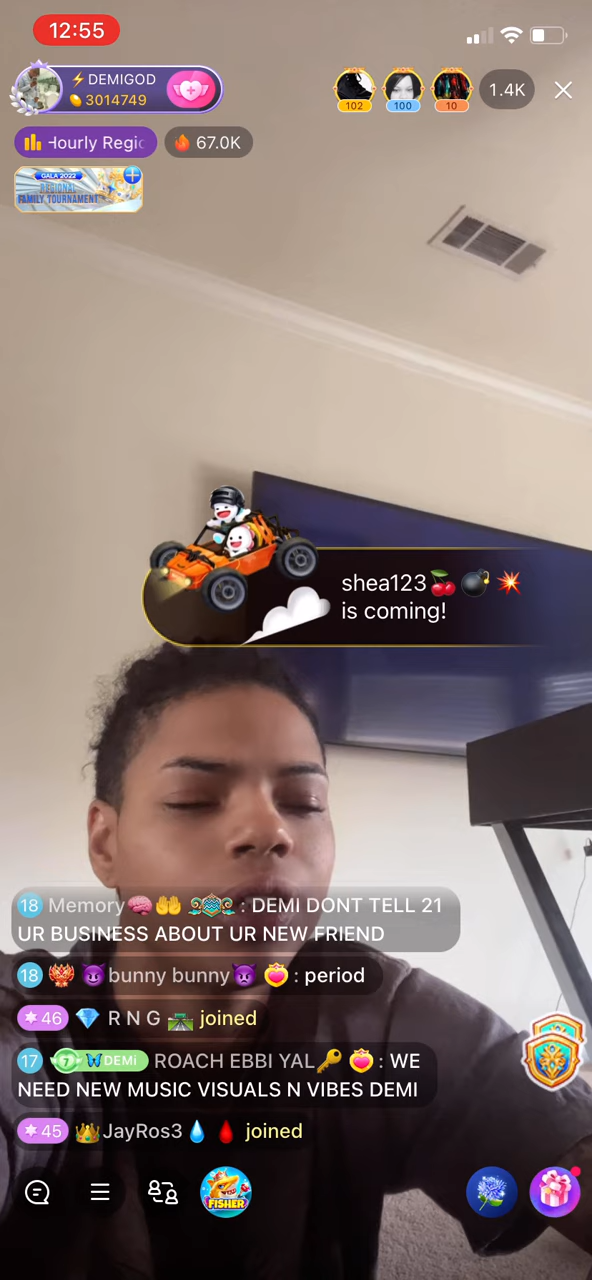 12:55
⚡DEMIGOD
3014749
102
100
10
1.4K
Hourly Regi
67.0K
GALA 2022
REGIONAL
FAMILY TOURNAMENT
shea123🍒💣💥
is coming!
18 Memory🧠🤲 : DEMI DONT TELL 21
UR BUSINESS ABOUT UR NEW FRIEND
18 😈bunny bunny👿 : period
46 💎 R N G 🛣️ joined
17 7 🦋DEMi ROACH EBBI YAL🔑 : WE
NEED NEW MUSIC VISUALS N VIBES DEMI
45 👑JayRos3💧🩸 joined
FISHER